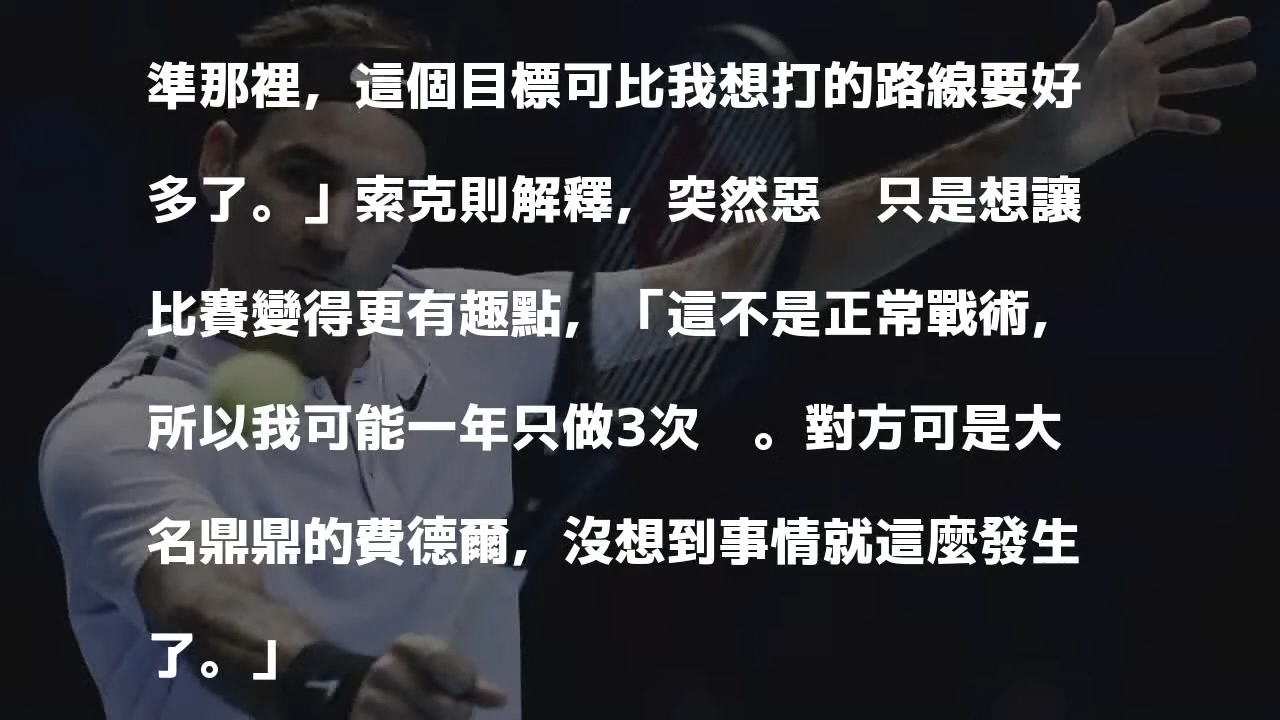 準那裡，這個目標可比我想打的路線要好
多了。」索克則解釋，突然惡　只是想讓
比賽變得更有趣點，「這不是正常戰術，
所以我可能一年只做3次　。對方可是大
名鼎鼎的費德爾，沒想到事情就這麼發生
了。」